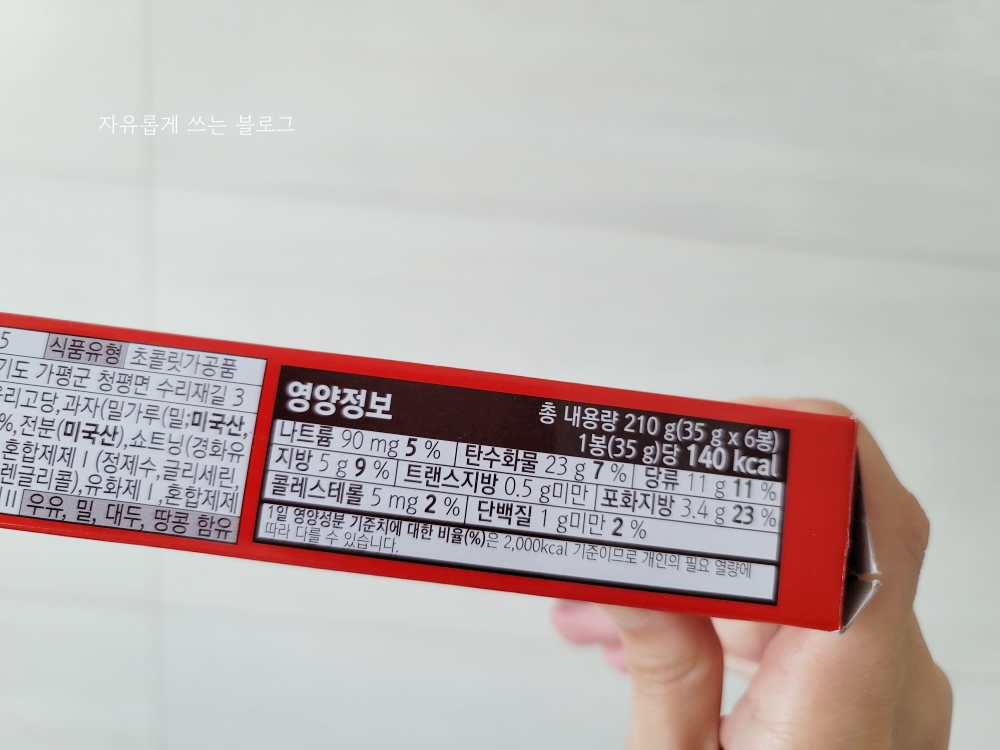 자유롭게 쓰는 블로그
5 식품유형 초콜릿가공품
기도 가평군 청평면 수리재길 3
리고당, 과자(밀가루(밀:미국산,
%, 전분(미국산), 쇼트닝(경화유
혼합제제Ⅰ(정제수, 글리세린,
렌글리콜), 유화제Ⅰ, 혼합제제
우유, 밀, 대두, 땅콩 함유
영양정보
총 내용량 210 g(35 g x 6봉)
1봉(35 g)당 140 kcal
나트륨 90 mg 5 % 탄수화물 23 g 7 % 당류 11 g 11 %
지방 5 g 9 % 트랜스지방 0.5 g미만 포화지방 3.4 g 23 %
콜레스테롤 5 mg 2 % 단백질 1 g미만 2 %
1일 영양성분 기준치에 대한 비율(%)은 2,000kcal 기준이므로 개인의 필요 열량에
따라 다를 수 있습니다.